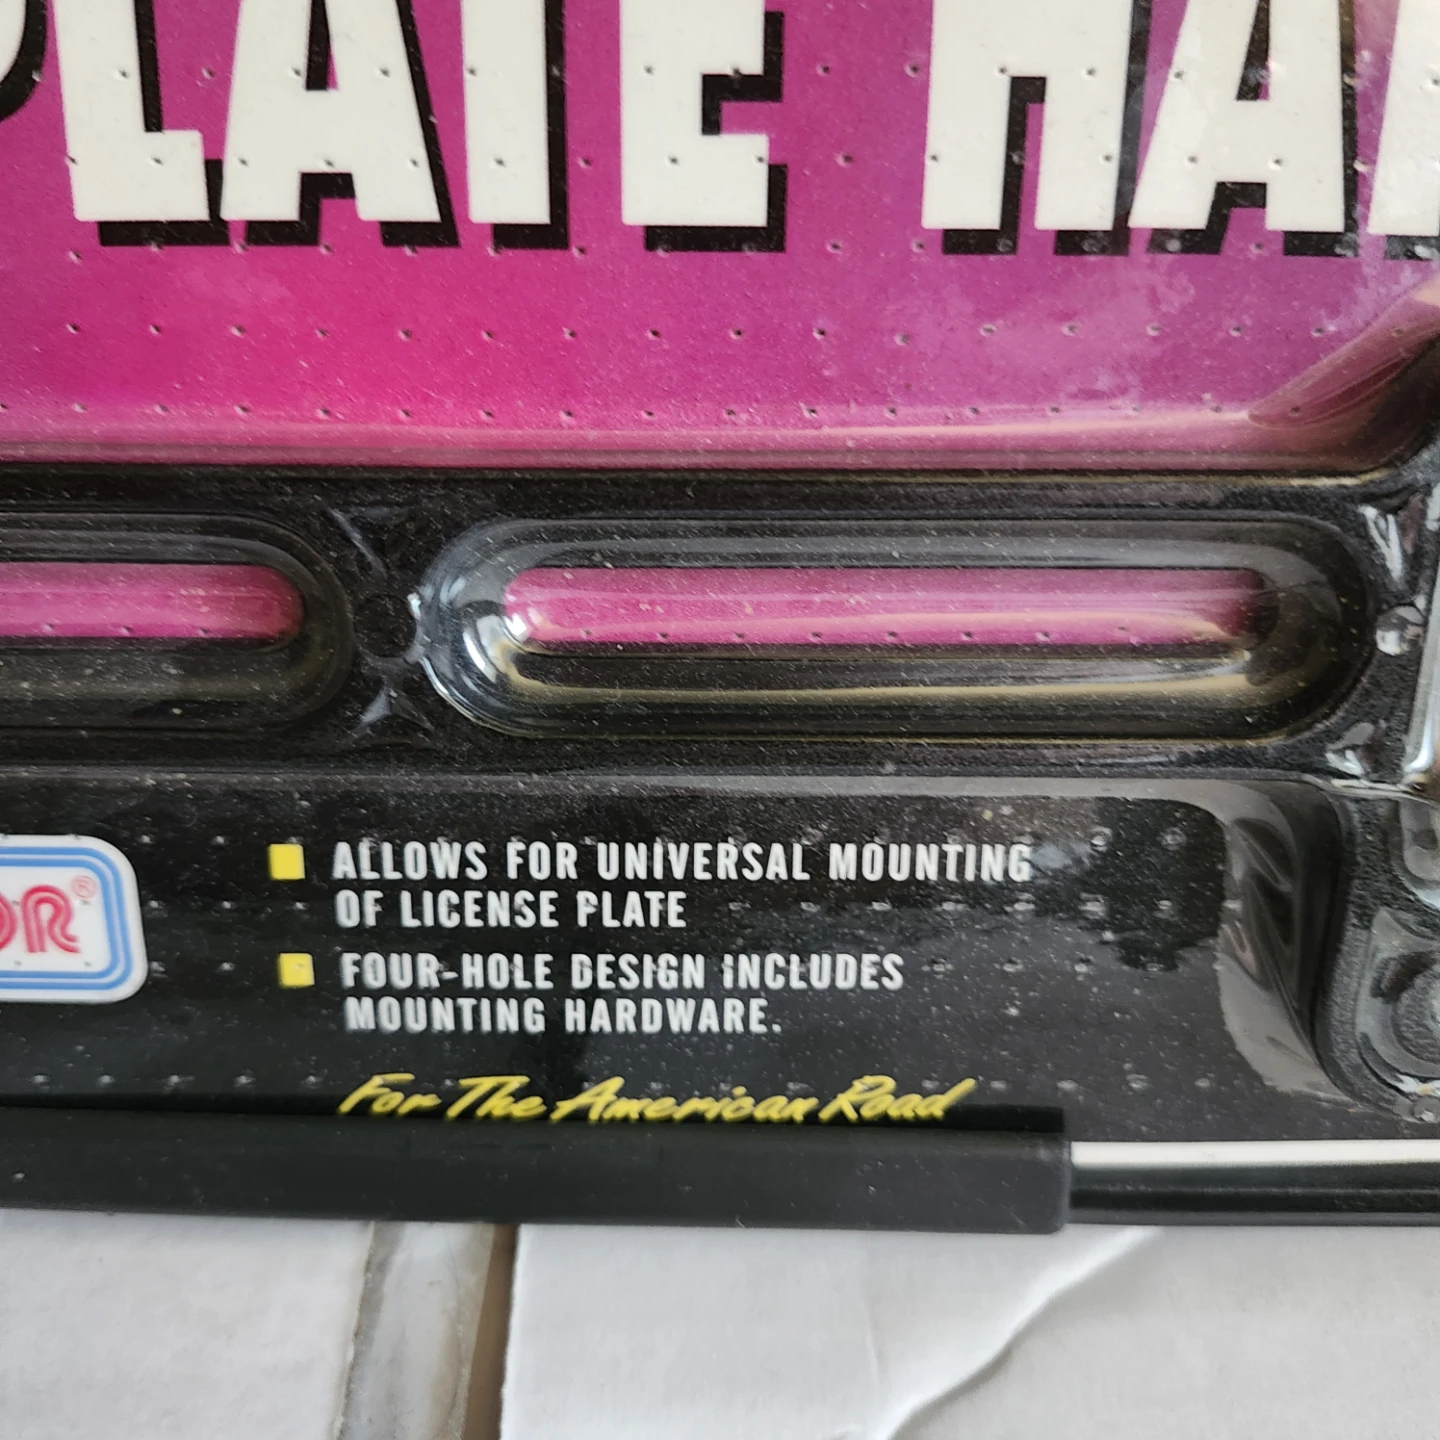 PLATE HA
OR®
ALLOWS FOR UNIVERSAL MOUNTING
OF LICENSE PLATE
FOUR-HOLE DESIGN INCLUDES
MOUNTING HARDWARE.
For The American Road